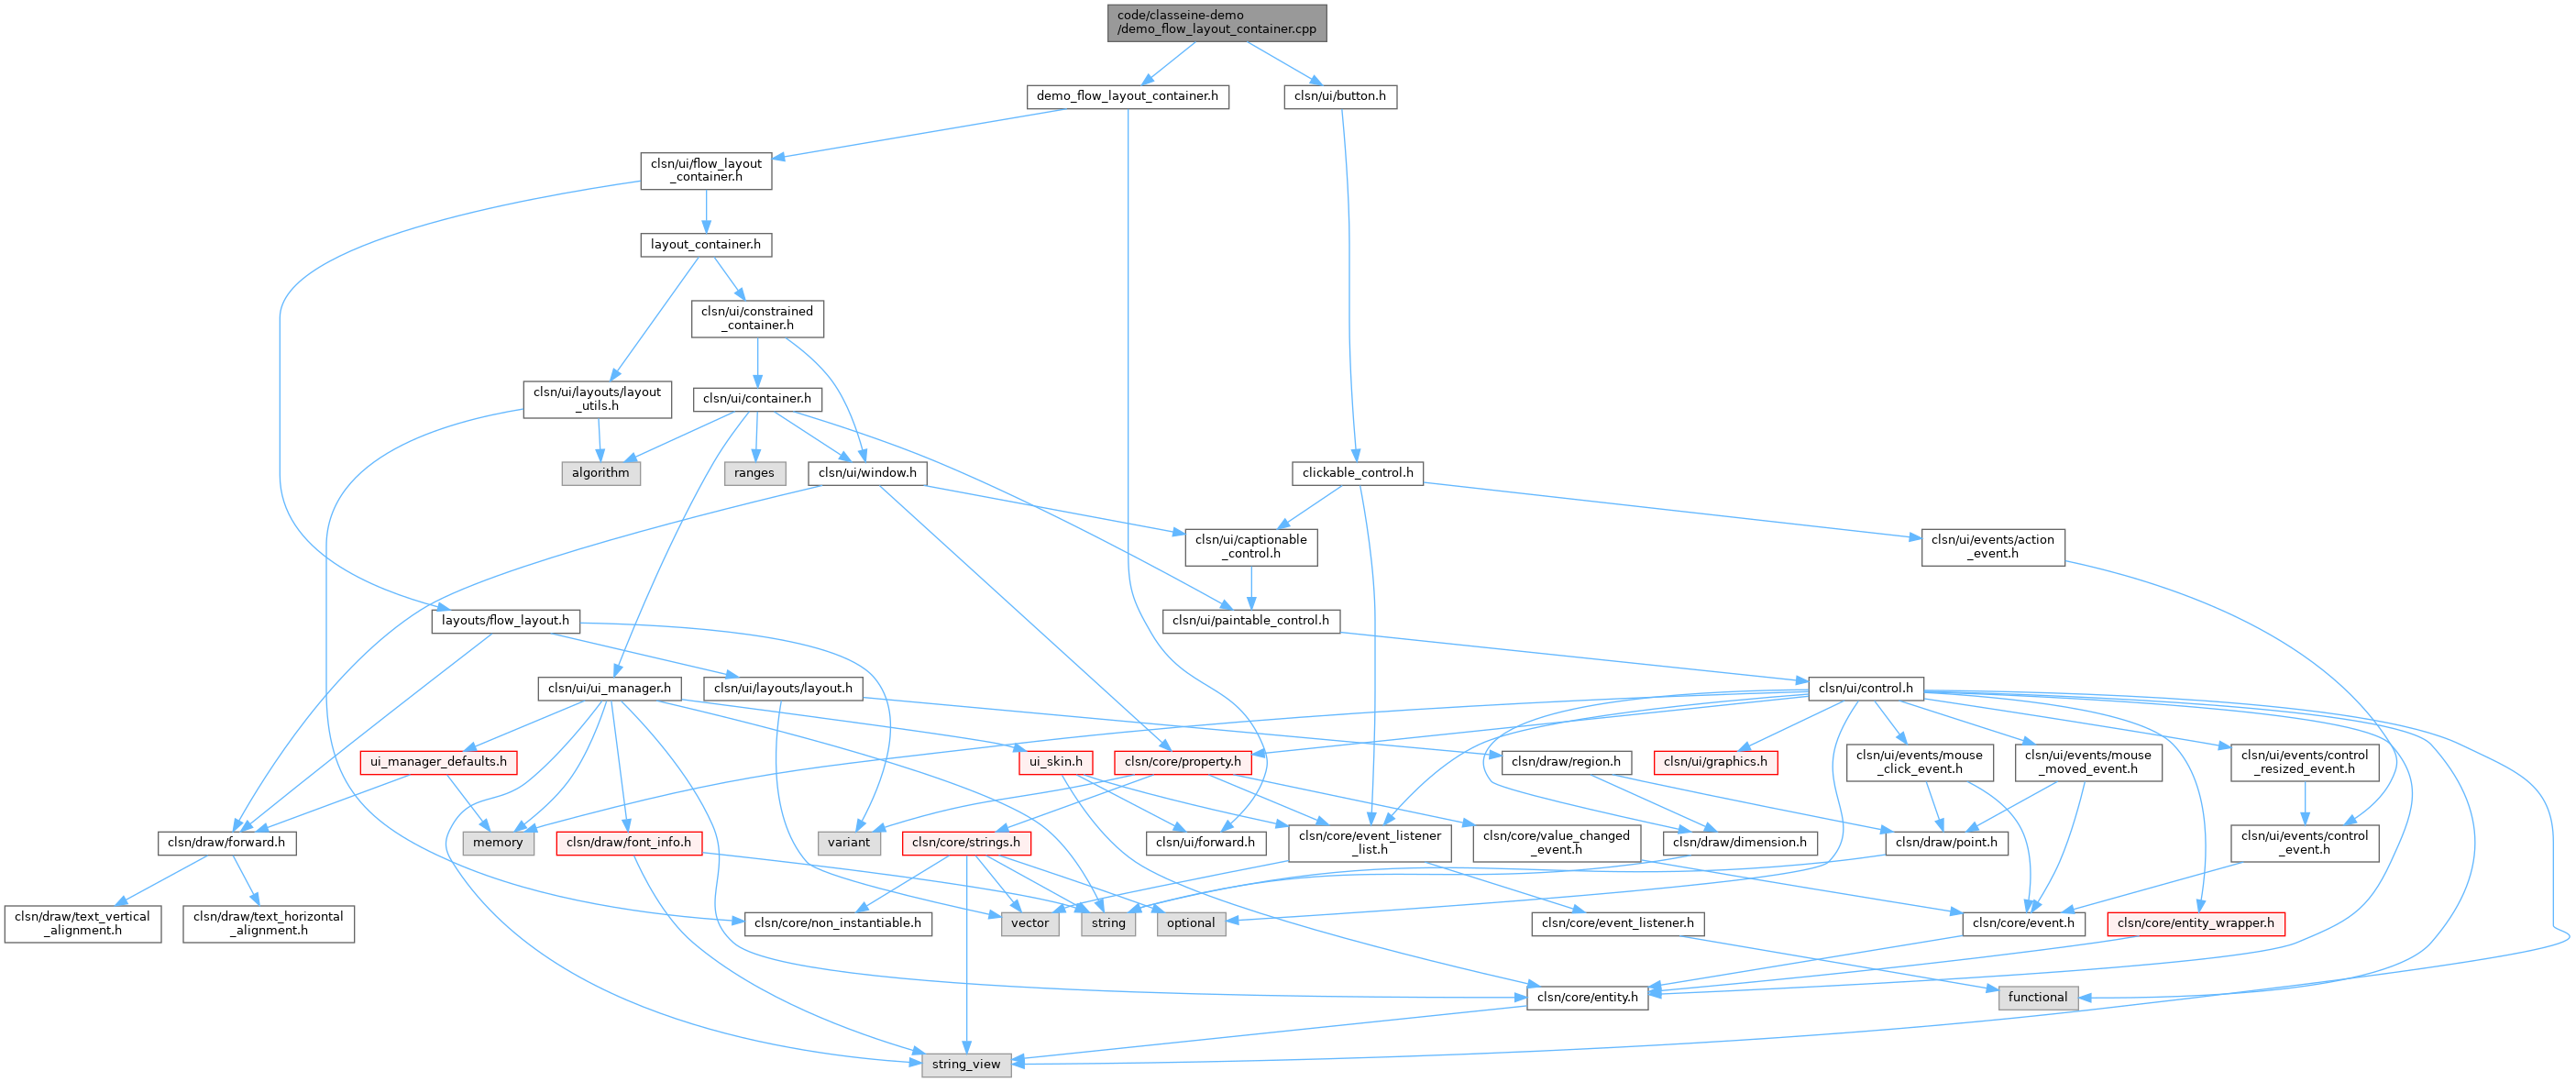 code/classeine-demo
/demo_flow_layout_container.cpp
demo_flow_layout_container.h
clsn/ui/button.h
clsn/ui/flow_layout
_container.h
layout_container.h
clsn/ui/constrained
_container.h
clsn/ui/layouts/layout
_utils.h
clsn/ui/container.h
algorithm
ranges
clsn/ui/window.h
clickable_control.h
clsn/ui/captionable
_control.h
clsn/ui/events/action
_event.h
layouts/flow_layout.h
clsn/ui/paintable_control.h
clsn/ui/ui_manager.h
clsn/ui/layouts/layout.h
clsn/ui/control.h
ui_manager_defaults.h
ui_skin.h
clsn/core/property.h
clsn/draw/region.h
clsn/ui/graphics.h
clsn/ui/events/mouse
_click_event.h
clsn/ui/events/mouse
_moved_event.h
clsn/ui/events/control
_resized_event.h
clsn/draw/forward.h
memory
clsn/draw/font_info.h
variant
clsn/core/strings.h
clsn/ui/forward.h
clsn/core/event_listener
_list.h
clsn/core/value_changed
_event.h
clsn/draw/dimension.h
clsn/draw/point.h
clsn/ui/events/control
_event.h
clsn/draw/text_vertical
_alignment.h
clsn/draw/text_horizontal
_alignment.h
clsn/core/non_instantiable.h
vector
string
optional
clsn/core/event_listener.h
clsn/core/event.h
clsn/core/entity_wrapper.h
clsn/core/entity.h
functional
string_view